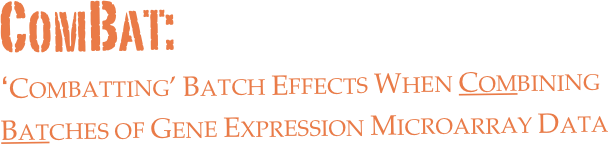 COMBAT:
‘COMBATTING’ BATCH EFFECTS WHEN COMBINING
BATCHES OF GENE EXPRESSION MICROARRAY DATA